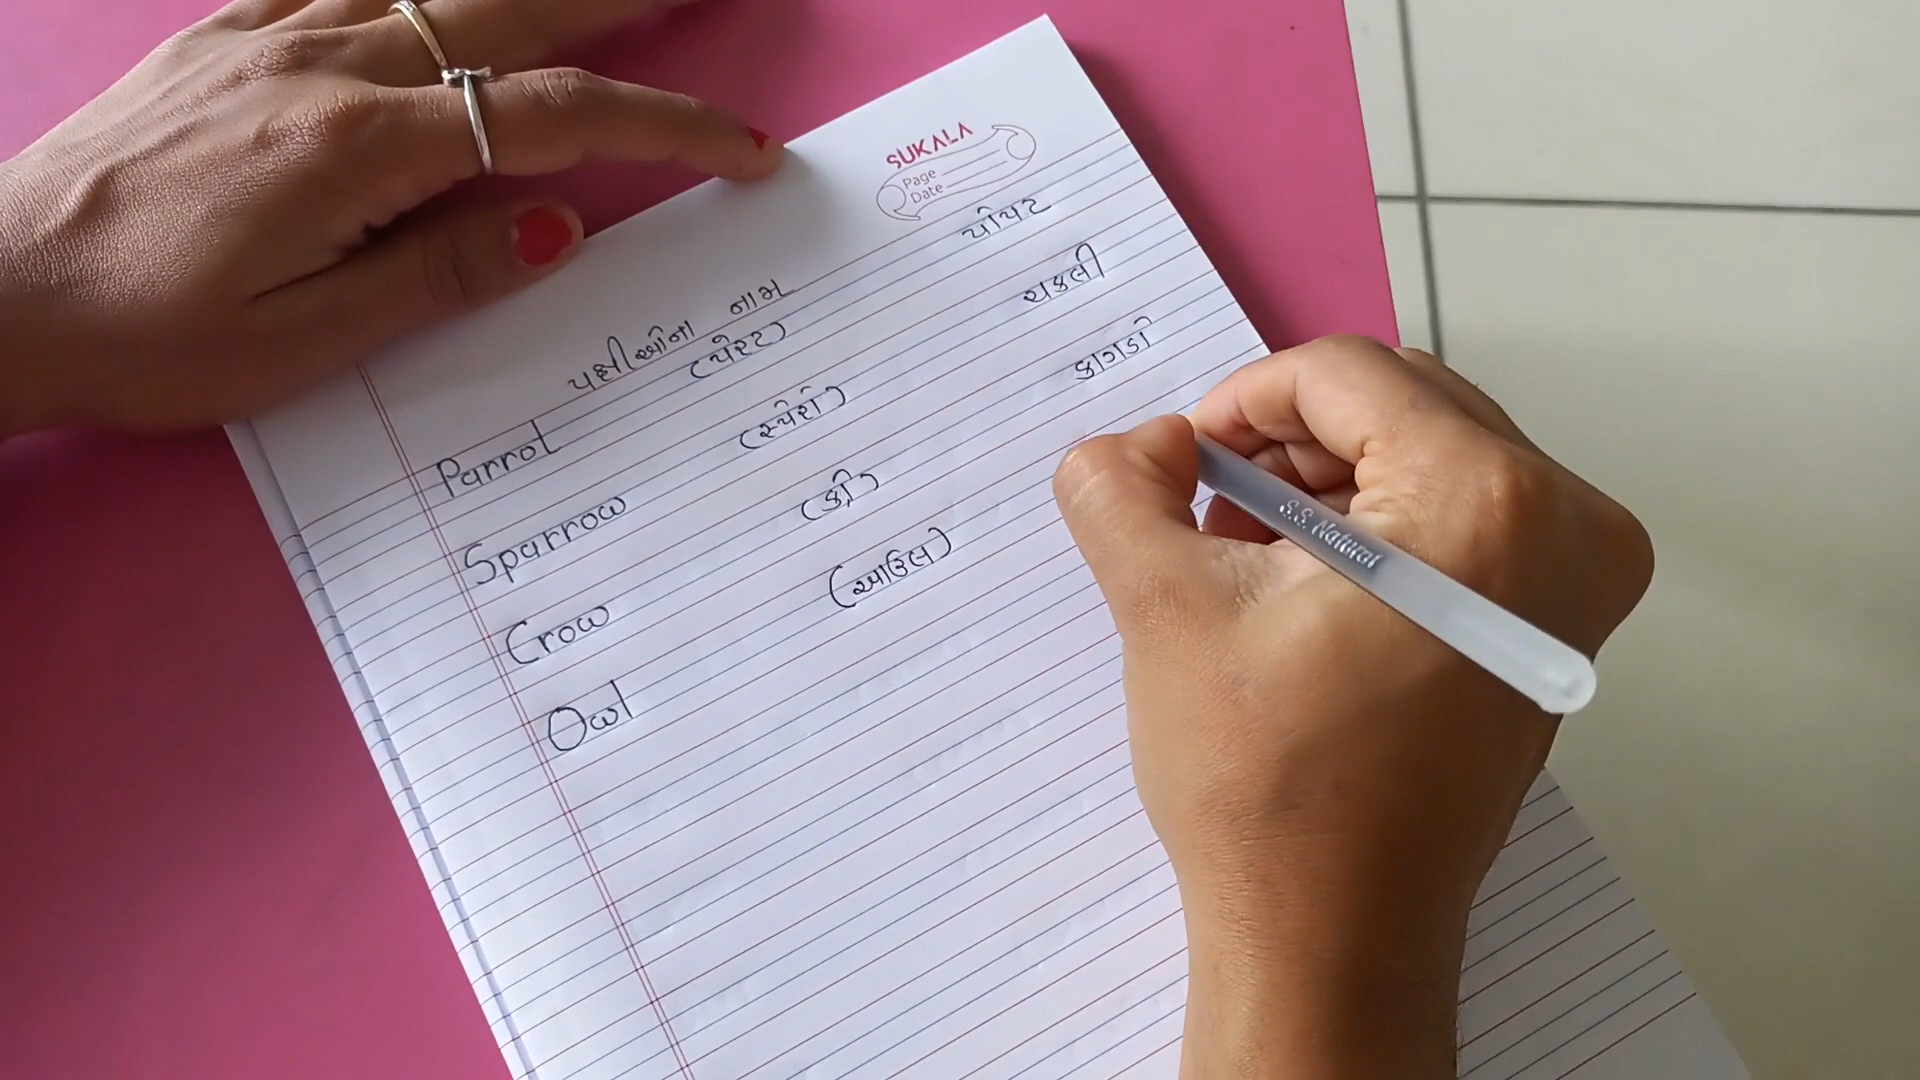 SUKALA
Page
Date
પક્ષીઓના નામ
Parrot (પેરટ) પોપટ
Sparrow (સ્પેરો) ચકલી
Crow (ક્રૉ) કાગડો
Owl (આઉલ)
S.S. Natural